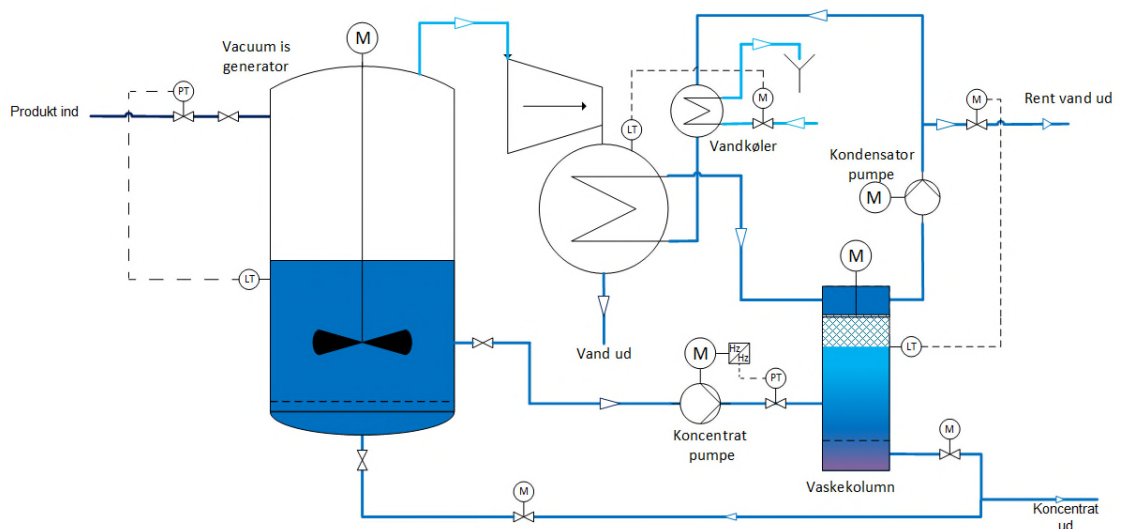 Vacuum is
generator
M
Produkt ind
PT
LT
M
LT
Vandkøler
M
Rent vand ud
Kondensator
pumpe
M
M
LT
Vand ud
M
Hz
Hz
PT
Koncentrat
pumpe
M
Vaskekolumn
M
Koncentrat
ud